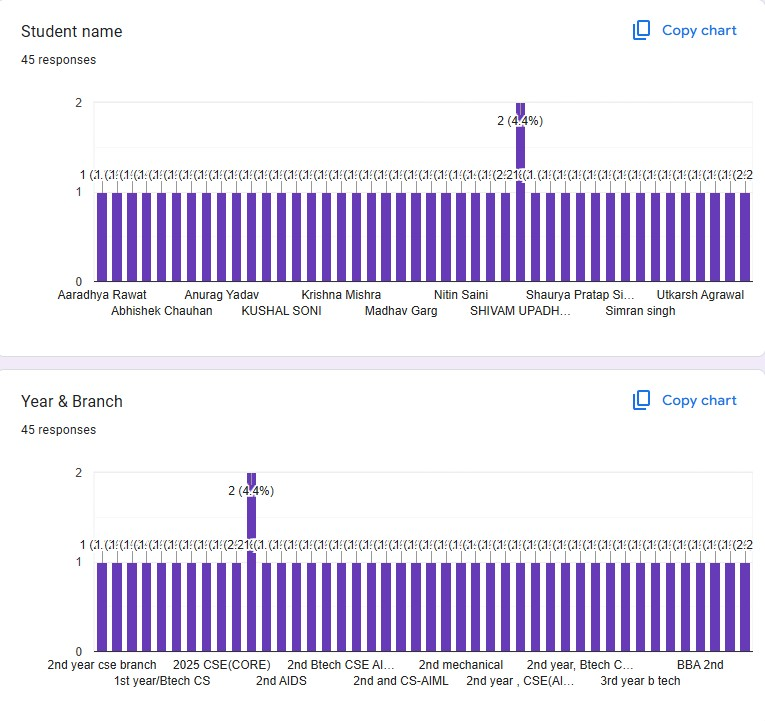 Student name
Copy chart
45 responses
2
2 (4.4%)
1
0
Aaradhya Rawat
Anurag Yadav
Krishna Mishra
Nitin Saini
Shaurya Pratap Si...
Utkarsh Agrawal
Abhishek Chauhan
KUSHAL SONI
Madhav Garg
SHIVAM UPADH...
Simran singh
Year & Branch
Copy chart
45 responses
2
2 (4.4%)
1
0
2nd year cse branch
2025 CSE(CORE)
2nd Btech CSE AI...
2nd mechanical
2nd year, Btech C...
BBA 2nd
1st year/Btech CS
2nd AIDS
2nd and CS-AIML
2nd year , CSE(AI...
3rd year b tech